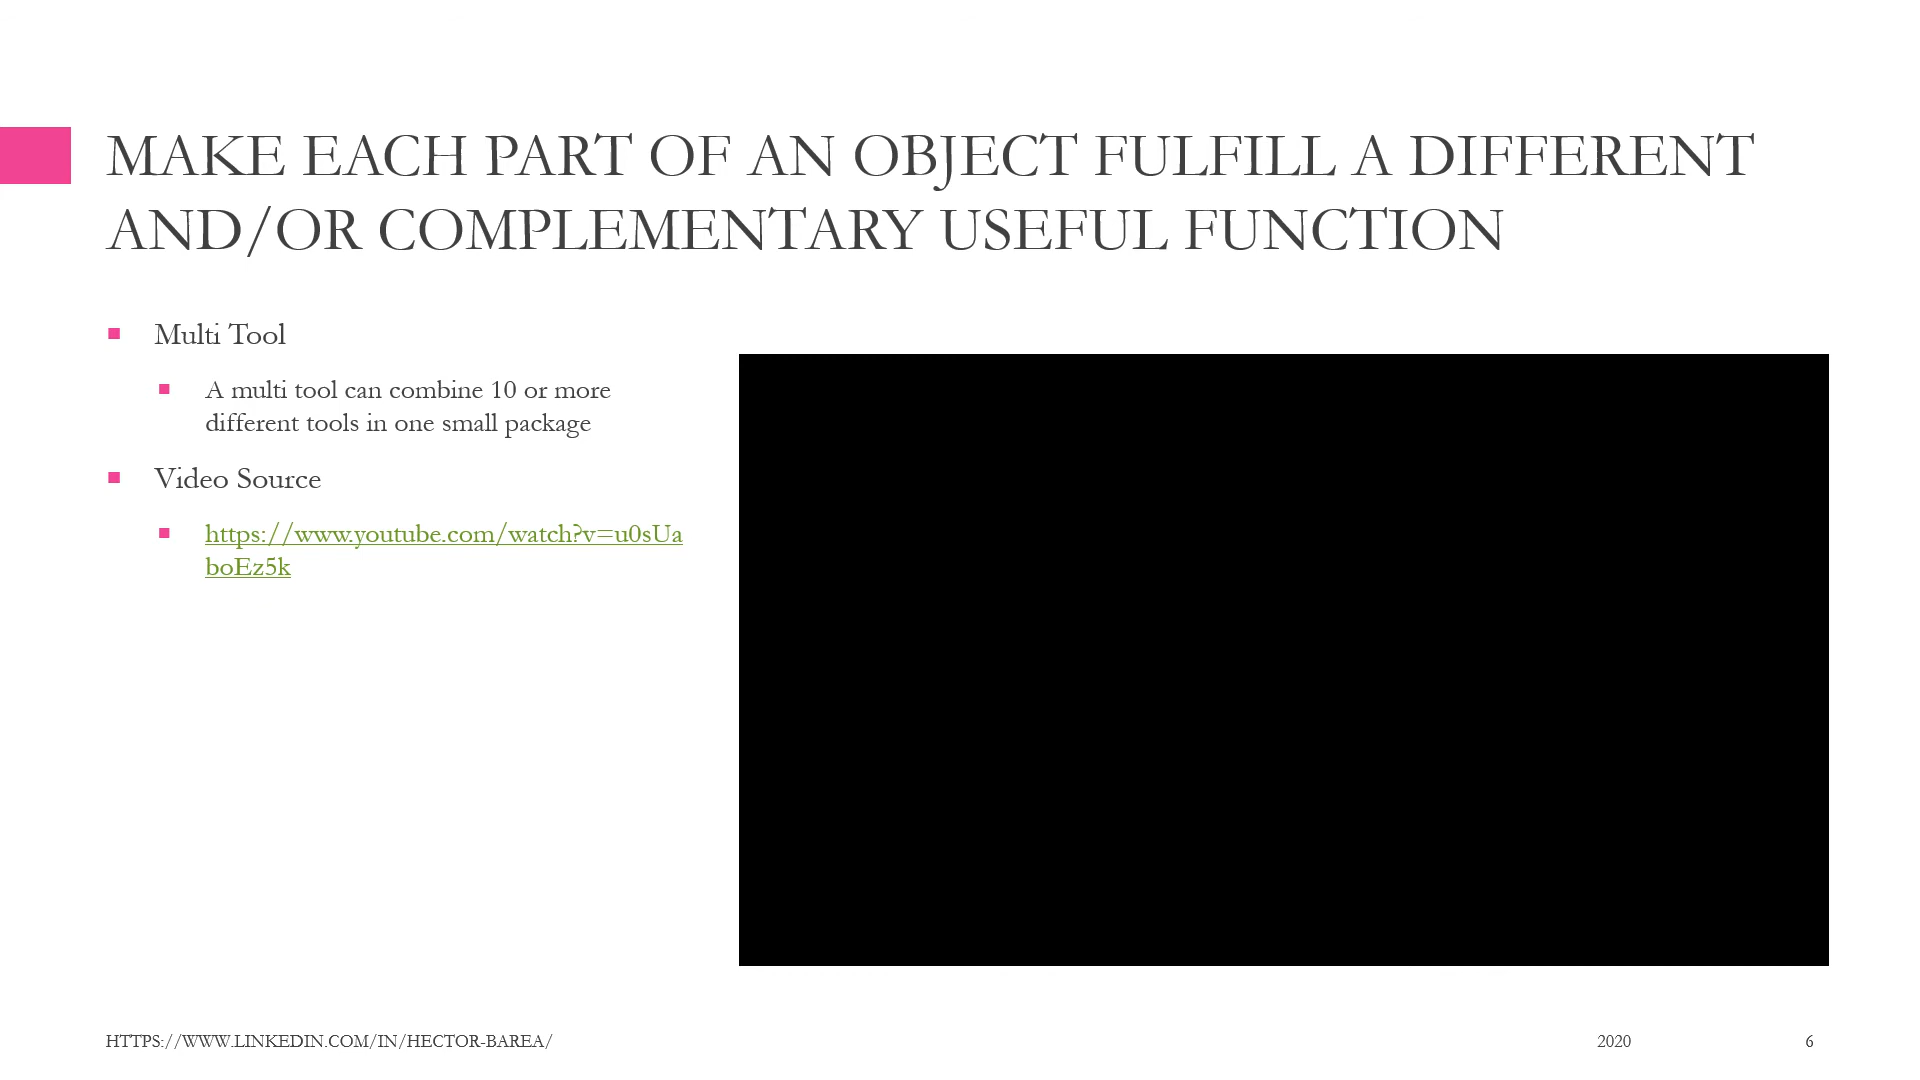 MAKE EACH PART OF AN OBJECT FULFILL A DIFFERENT
AND/OR COMPLEMENTARY USEFUL FUNCTION
Multi Tool
A multi tool can combine 10 or more
different tools in one small package
Video Source
https://www.youtube.com/watch?v=u0sUa
boEz5k
HTTPS://WWW.LINKEDIN.COM/IN/HECTOR-BAREA/
2020
6